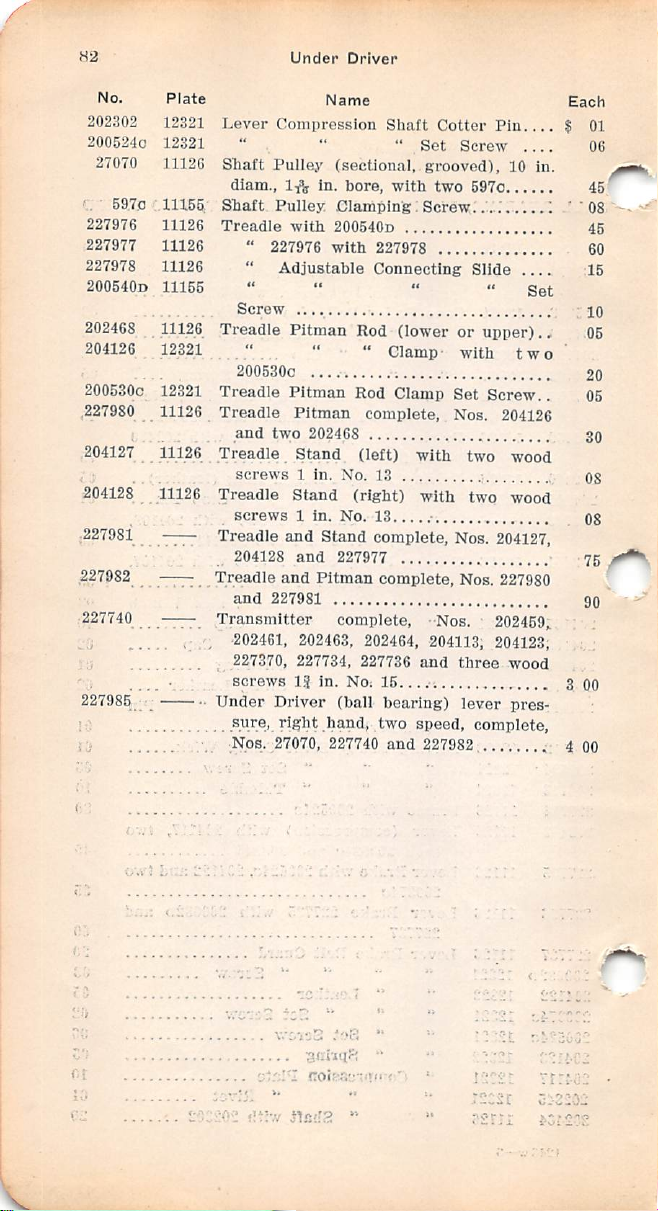 82 Under Driver
No. Plate Name Each
202302 12321 Lever Compression Shaft Cotter Pin.... $ 01
200524c 12321 “ “ “ Set Screw .... 06
27070 11126 Shaft Pulley (sectional, grooved), 10 in.
diam., 1 5/16 in. bore, with two 597c...... 45
597c 11155 Shaft Pulley Clamping Screw.......... 08
227976 11126 Treadle with 200540D .................. 45
227977 11126 “ 227976 with 227978 .............. 60
227978 11126 “ Adjustable Connecting Slide .... 15
200540D 11155 “ “ “ “ Set
Screw ............................... 10
202468 11126 Treadle Pitman Rod (lower or upper).. 05
204126 12321 “ “ “ Clamp with two
200530c ............................. 20
200530c 12321 Treadle Pitman Rod Clamp Set Screw.. 05
227980 11126 Treadle Pitman complete, Nos. 204126
and two 202468 ...................... 30
204127 11126 Treadle Stand (left) with two wood
screws 1 in. No. 13 .................. 08
204128 11126 Treadle Stand (right) with two wood
screws 1 in. No. 13................... 08
227981 —— Treadle and Stand complete, Nos. 204127,
204128 and 227977 .................. 75
227982 —— Treadle and Pitman complete, Nos. 227980
and 227981 .......................... 90
227740 —— Transmitter complete, Nos. 202459,
202461, 202463, 202464, 204113, 204123,
227370, 227734, 227736 and three wood
screws 1¾ in. No. 15.................. 3 00
227985 —— Under Driver (ball bearing) lever pres-
sure, right hand, two speed, complete,
Nos. 27070, 227740 and 227982 ........ 4 00